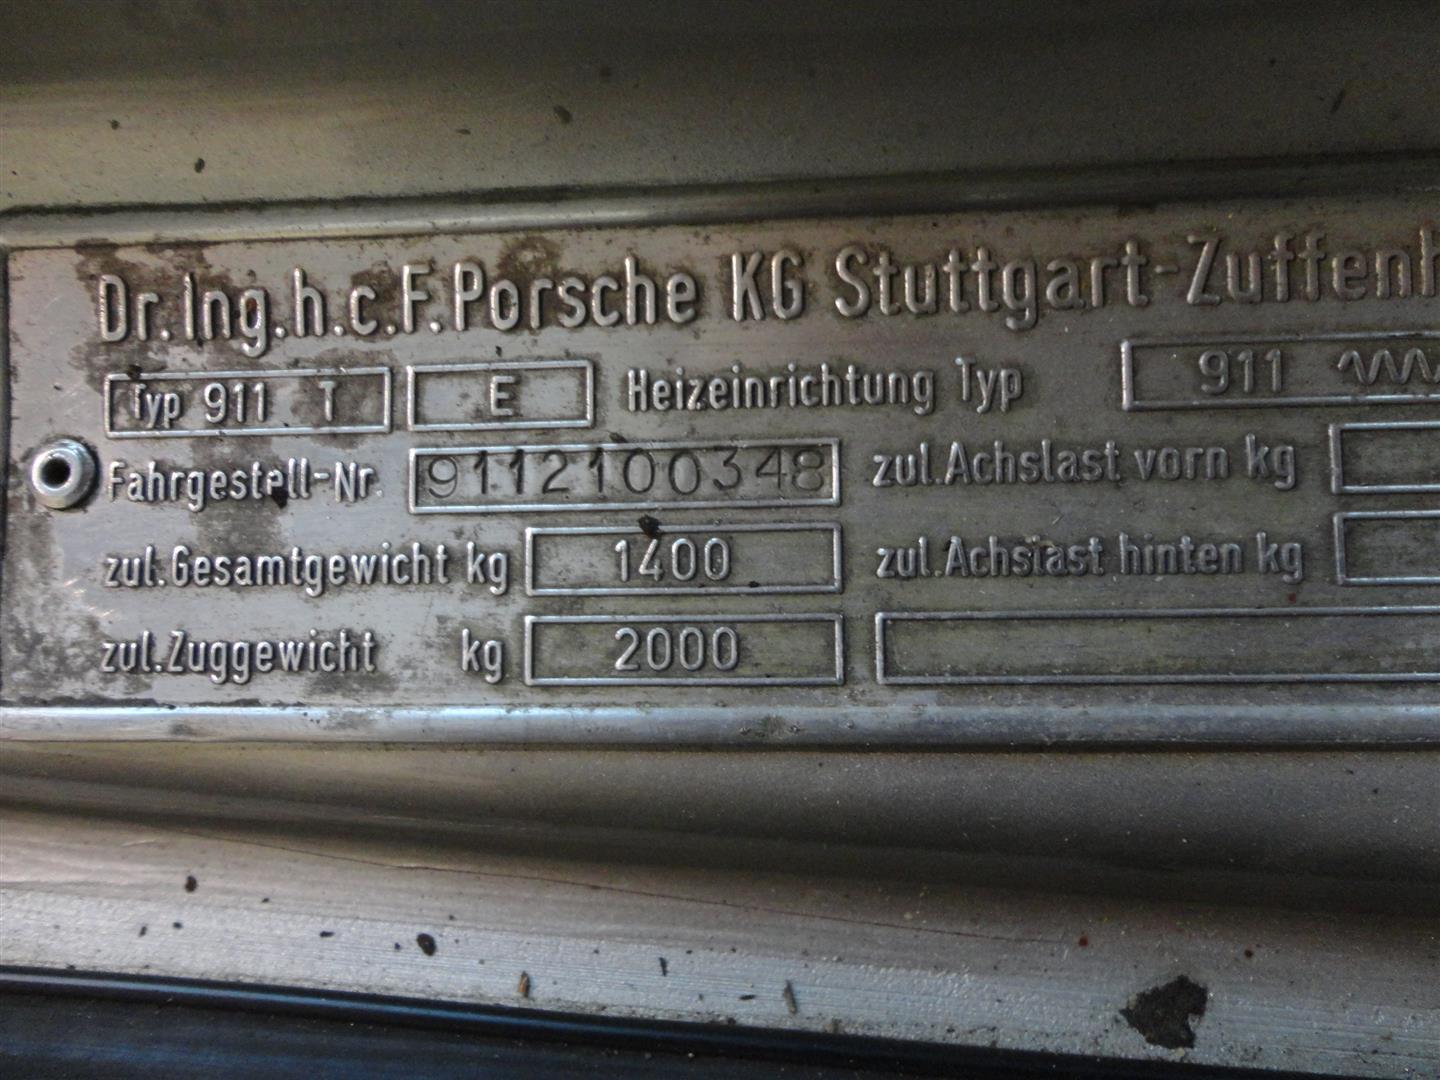 Dr. Ing. h.c. F. Porsche KG Stuttgart-Zuffenh
Typ 911 T E Heizeinrichtung Typ 911
Fahrgestell-Nr. 9112100348 zul. Achslast vorn kg
zul. Gesamtgewicht kg 1400 zul. Achslast hinten kg
zul. Zuggewicht kg 2000